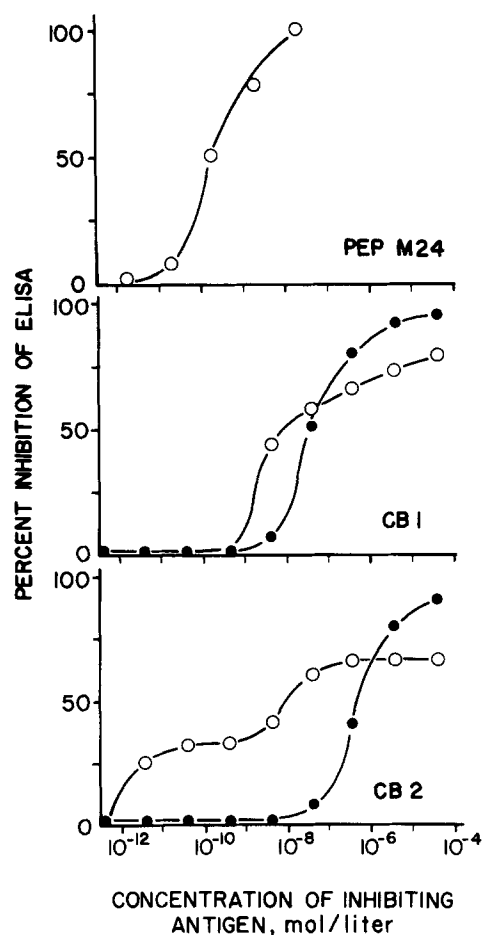 PERCENT INHIBITION OF ELISA
100
50
0
PEP M24
100
50
0
CB 1
100
50
0
CB 2
10⁻¹² 10⁻¹⁰ 10⁻⁸ 10⁻⁶ 10⁻⁴
CONCENTRATION OF INHIBITING
ANTIGEN, mol/liter